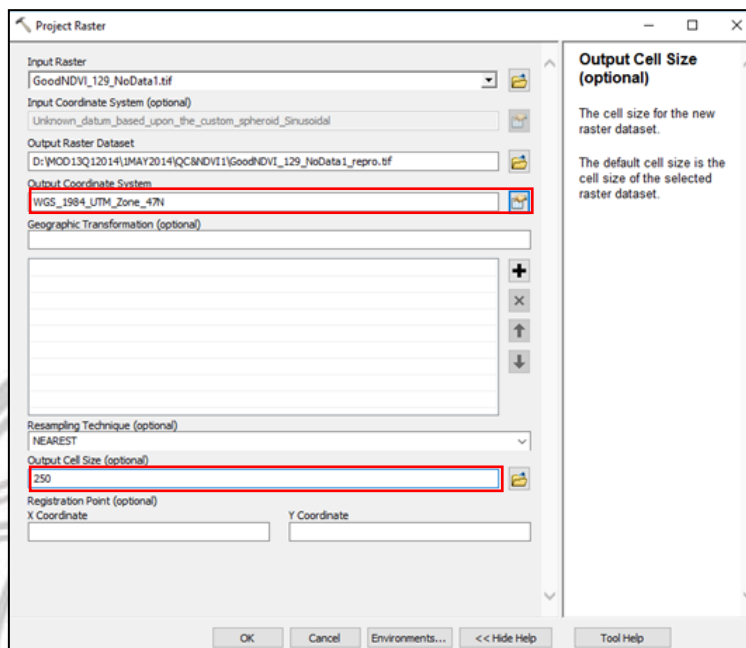 Project Raster
Input Raster
GoodNDVI_129_NoData1.tif
Input Coordinate System (optional)
Unknown_datum_based_upon_the_custom_spheroid_Sinusoidal
Output Raster Dataset
D:\MOD13Q12014\1MAY2014\QC&NDVI1\GoodNDVI_129_NoData1_repro.tif
Output Coordinate System
WGS_1984_UTM_Zone_47N
Geographic Transformation (optional)
Resampling Technique (optional)
NEAREST
Output Cell Size (optional)
250
Registration Point (optional)
X Coordinate Y Coordinate
OK Cancel Environments... << Hide Help Tool Help
Output Cell Size
(optional)
The cell size for the new
raster dataset.
The default cell size is the
cell size of the selected
raster dataset.